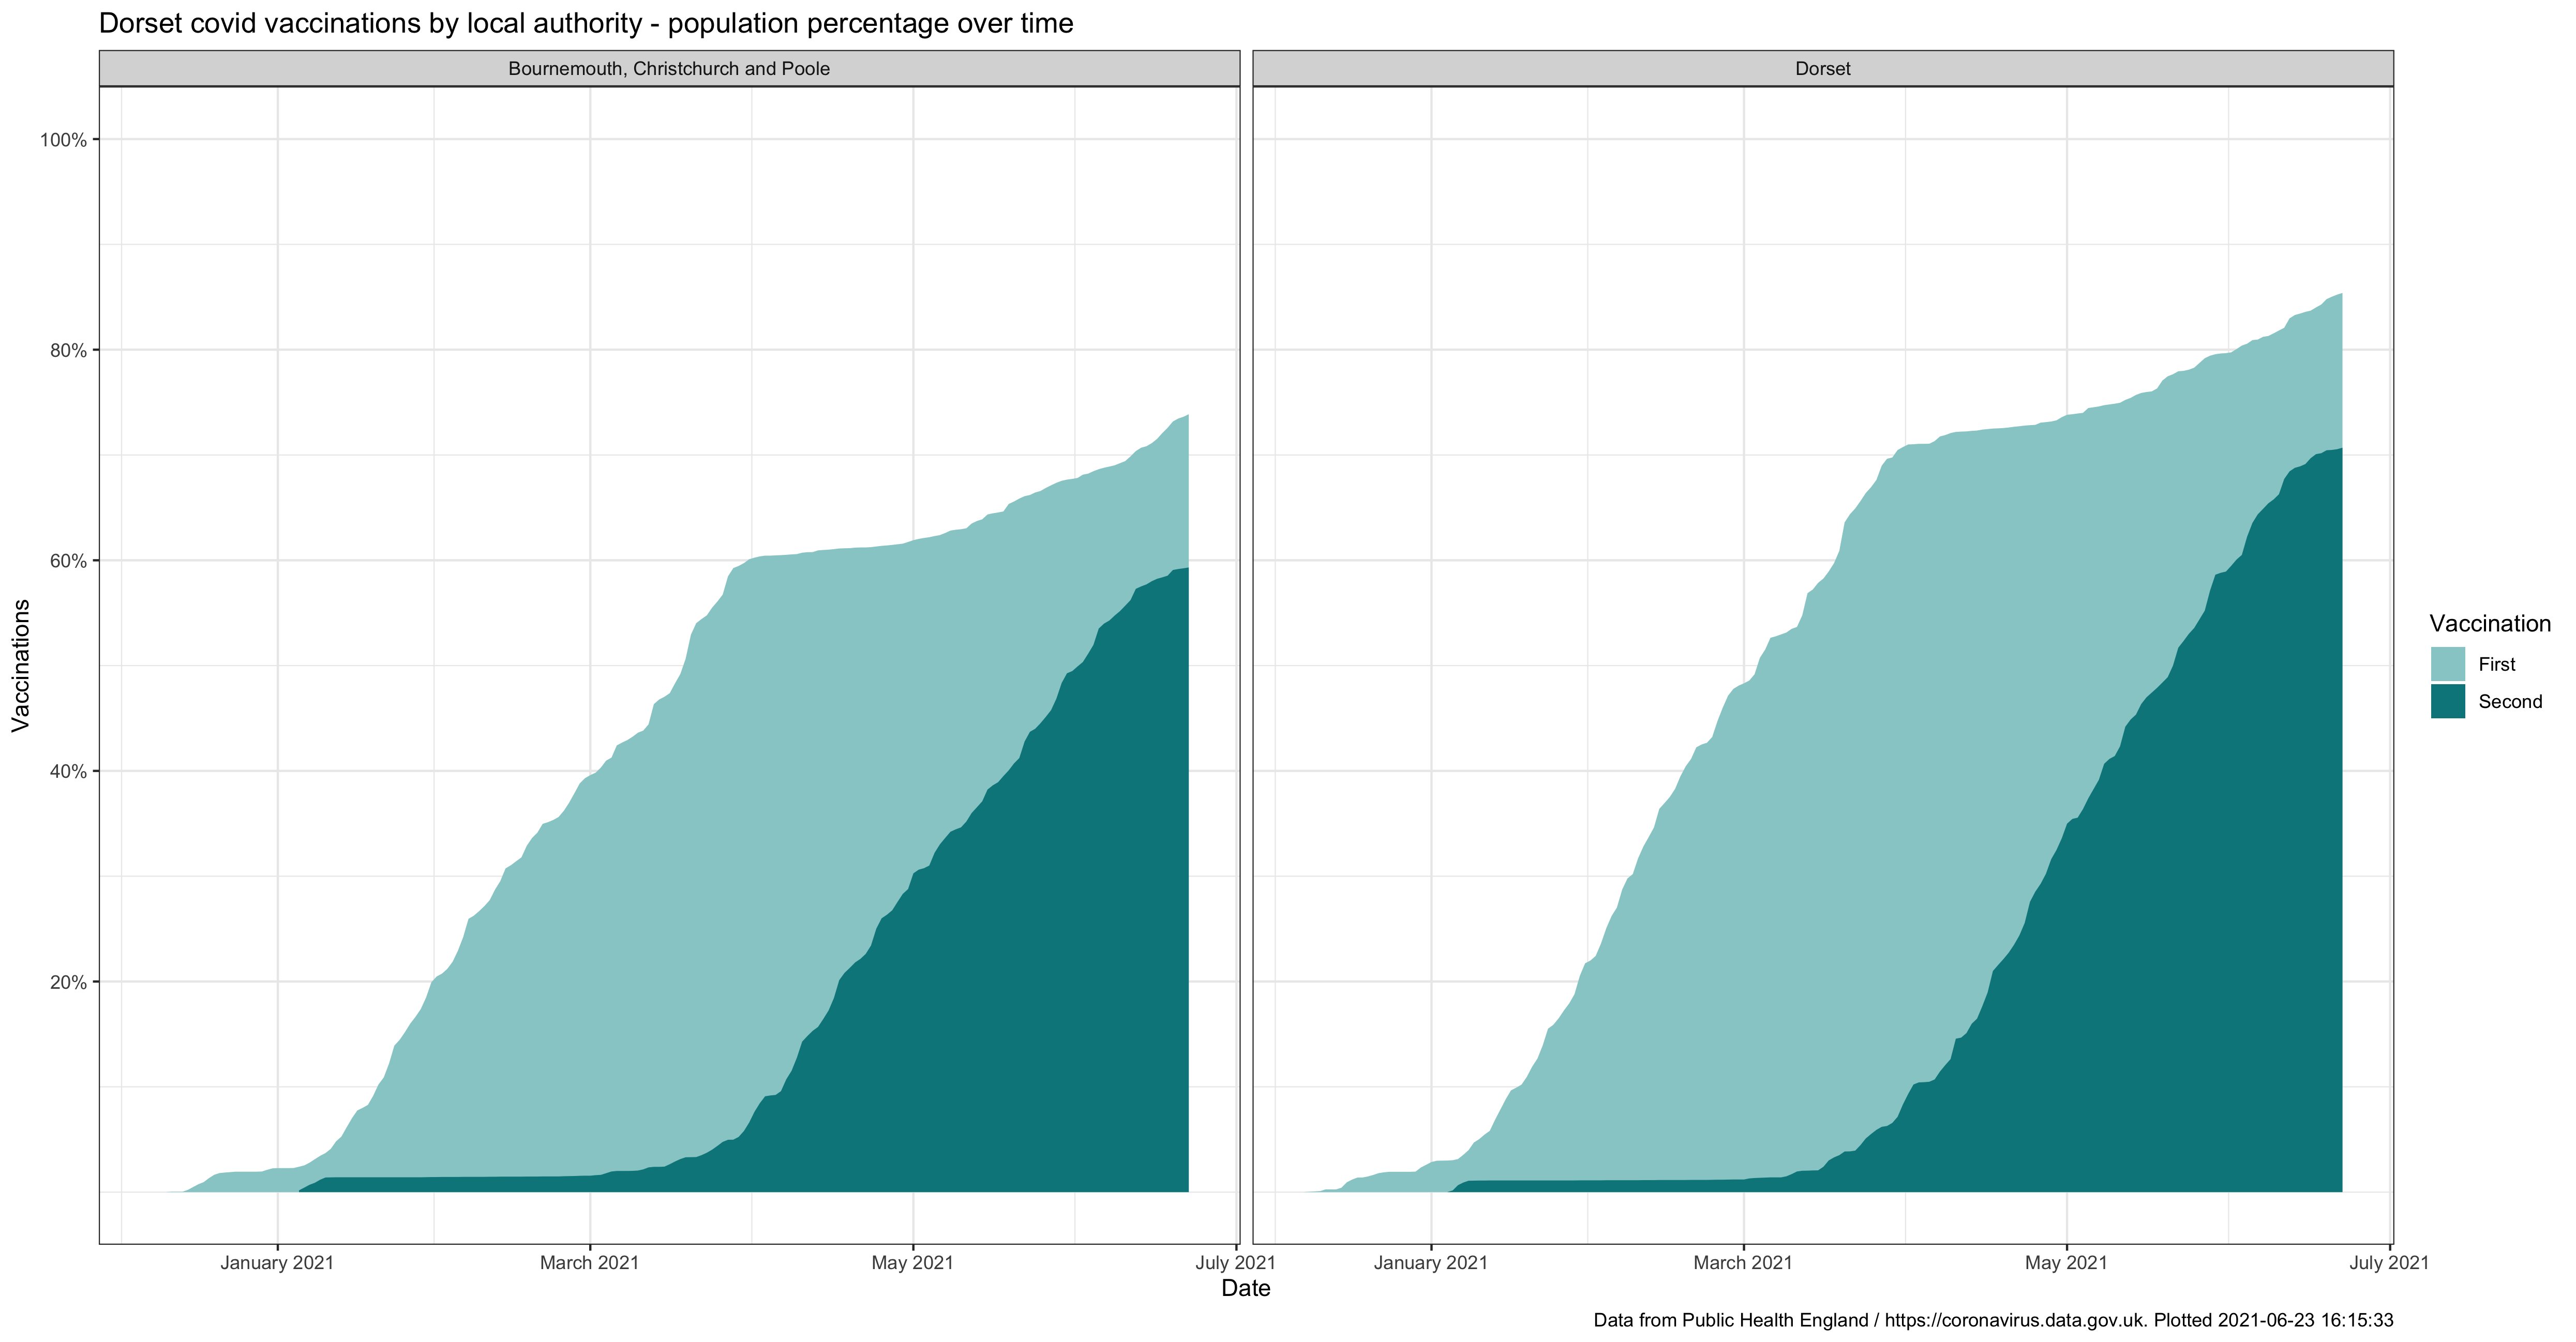 Dorset covid vaccinations by local authority - population percentage over time
Bournemouth, Christchurch and Poole
Dorset
100%
80%
60%
40%
20%
Vaccinations
January 2021
March 2021
May 2021
July 2021
January 2021
March 2021
May 2021
July 2021
Date
Vaccination
First
Second
Data from Public Health England / https://coronavirus.data.gov.uk. Plotted 2021-06-23 16:15:33